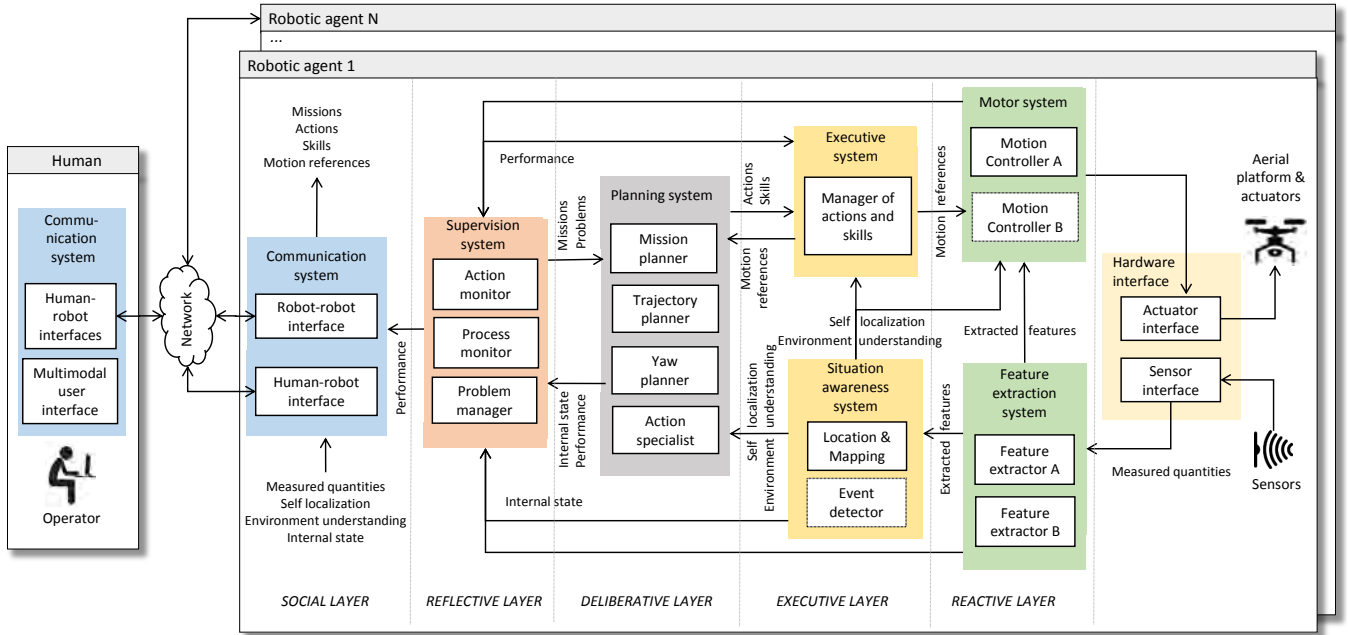 Robotic agent N
...
Robotic agent 1
Human
Commu-
nication
system
Human-
robot
interfaces
Multimodal
user
interface
Operator
Network
Missions
Actions
Skills
Motion references
Communication
system
Robot-robot
interface
Human-robot
interface
Measured quantities
Self localization
Environment understanding
Internal state
SOCIAL LAYER
Performance
Performance
Supervision
system
Action
monitor
Process
monitor
Problem
manager
Internal state
REFLECTIVE LAYER
Missions
Problems
Internal state
Performance
Planning system
Mission
planner
Trajectory
planner
Yaw
planner
Action
specialist
DELIBERATIVE LAYER
Actions
Skills
Motion
references
Self localization
Environment understanding
Executive
system
Manager of
actions and
skills
Self localization
Environment understanding
Situation
awareness
system
Location &
Mapping
Event
detector
EXECUTIVE LAYER
Motion references
Extracted features
Motor system
Motion
Controller A
Motion
Controller B
Extracted features
Feature
extraction
system
Feature
extractor A
Feature
extractor B
REACTIVE LAYER
Aerial
platform &
actuators
Hardware
interface
Actuator
interface
Sensor
interface
Measured quantities
Sensors